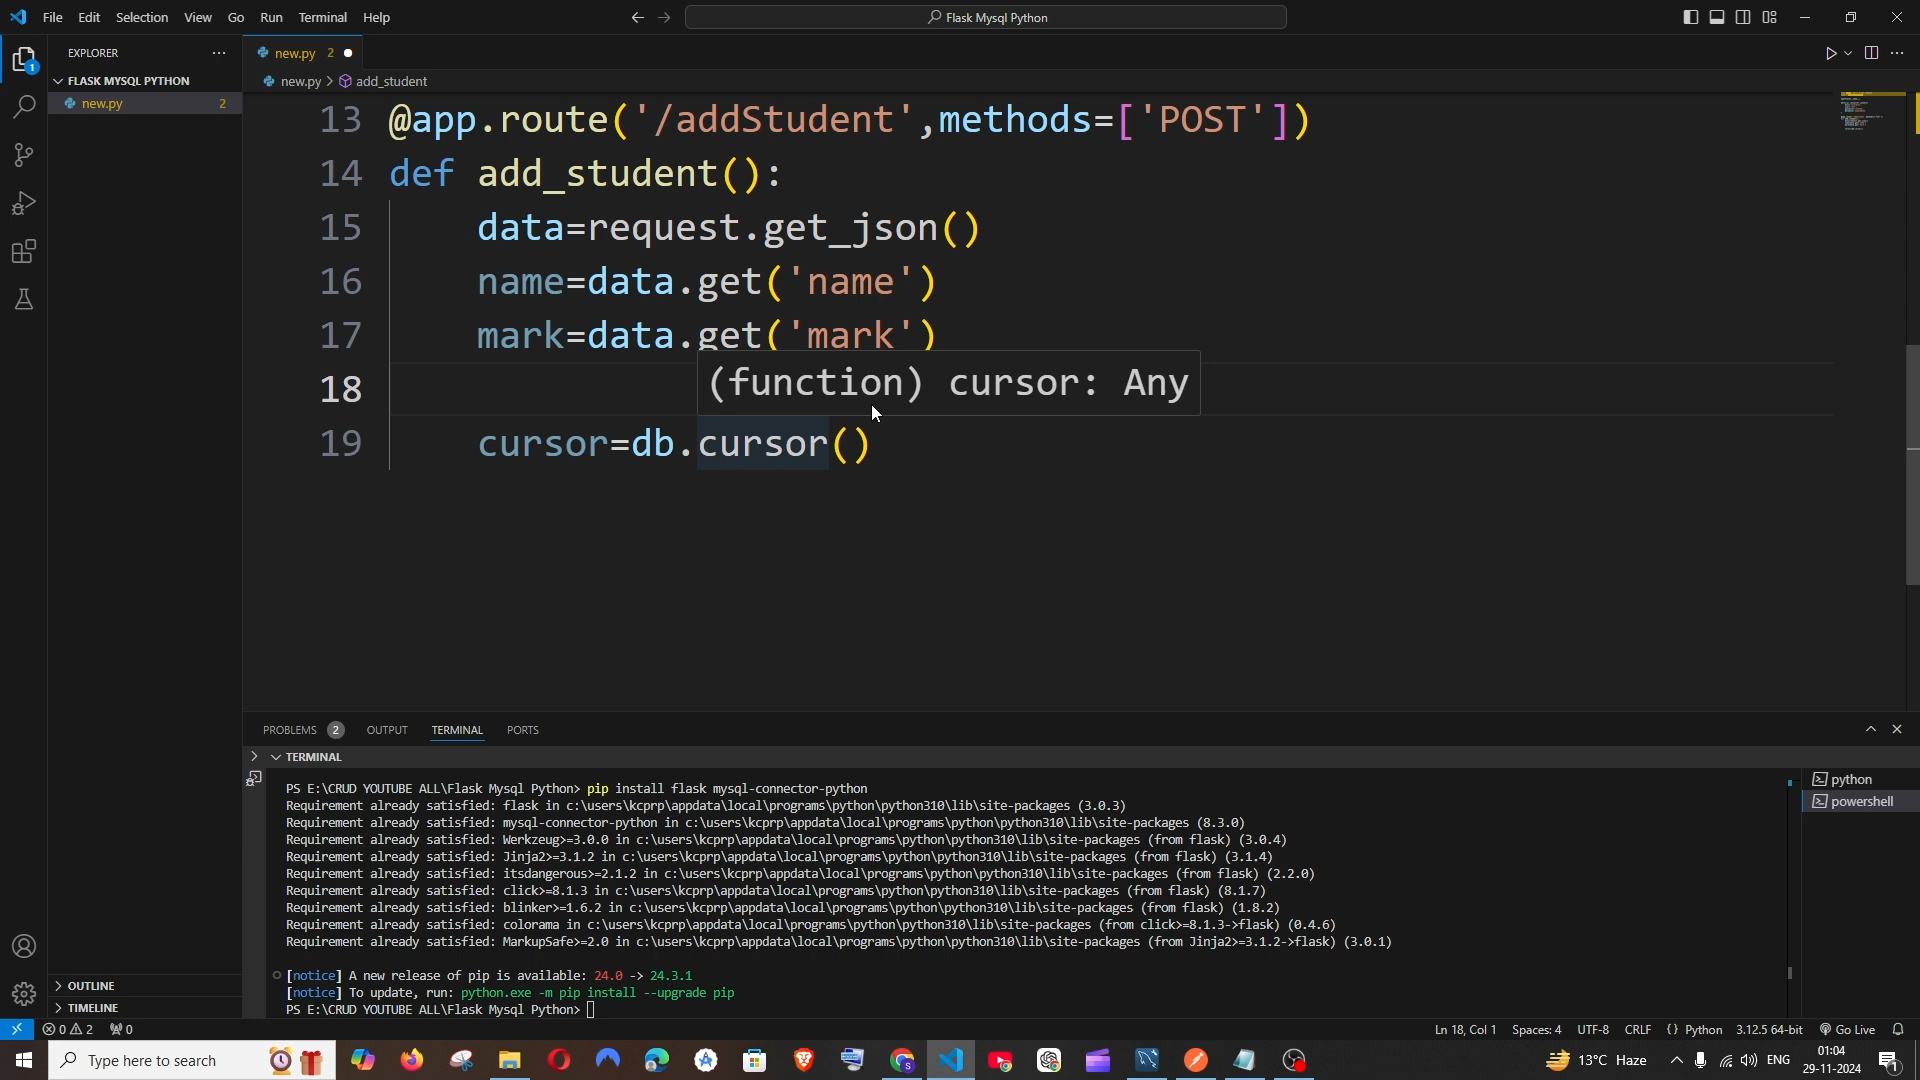 File Edit Selection View Go Run Terminal Help
Flask Mysql Python
EXPLORER
FLASK MYSQL PYTHON
new.py 2
new.py 2
new.py > add_student
13 @app.route('/addStudent',methods=['POST'])
14 def add_student():
15 data=request.get_json()
16 name=data.get('name')
17 mark=data.get('mark')
18
(function) cursor: Any
19 cursor=db.cursor()
PROBLEMS 2 OUTPUT TERMINAL PORTS
TERMINAL
PS E:\CRUD YOUTUBE ALL\Flask Mysql Python> pip install flask mysql-connector-python
Requirement already satisfied: flask in c:\users\kcprp\appdata\local\programs\python\python310\lib\site-packages (3.0.3)
Requirement already satisfied: mysql-connector-python in c:\users\kcprp\appdata\local\programs\python\python310\lib\site-packages (8.3.0)
Requirement already satisfied: Werkzeug>=3.0.0 in c:\users\kcprp\appdata\local\programs\python\python310\lib\site-packages (from flask) (3.0.4)
Requirement already satisfied: Jinja2>=3.1.2 in c:\users\kcprp\appdata\local\programs\python\python310\lib\site-packages (from flask) (3.1.4)
Requirement already satisfied: itsdangerous>=2.1.2 in c:\users\kcprp\appdata\local\programs\python\python310\lib\site-packages (from flask) (2.2.0)
Requirement already satisfied: click>=8.1.3 in c:\users\kcprp\appdata\local\programs\python\python310\lib\site-packages (from flask) (8.1.7)
Requirement already satisfied: blinker>=1.6.2 in c:\users\kcprp\appdata\local\programs\python\python310\lib\site-packages (from flask) (1.8.2)
Requirement already satisfied: colorama in c:\users\kcprp\appdata\local\programs\python\python310\lib\site-packages (from click>=8.1.3->flask) (0.4.6)
Requirement already satisfied: MarkupSafe>=2.0 in c:\users\kcprp\appdata\local\programs\python\python310\lib\site-packages (from Jinja2>=3.1.2->flask) (3.0.1)
[notice] A new release of pip is available: 24.0 -> 24.3.1
[notice] To update, run: python.exe -m pip install --upgrade pip
PS E:\CRUD YOUTUBE ALL\Flask Mysql Python>
python
powershell
1
OUTLINE
TIMELINE
0 2 0
Ln 18, Col 1 Spaces: 4 UTF-8 CRLF {} Python 3.12.5 64-bit Go Live
Type here to search
13°C Haze
ENG
01:04
29-11-2024
1